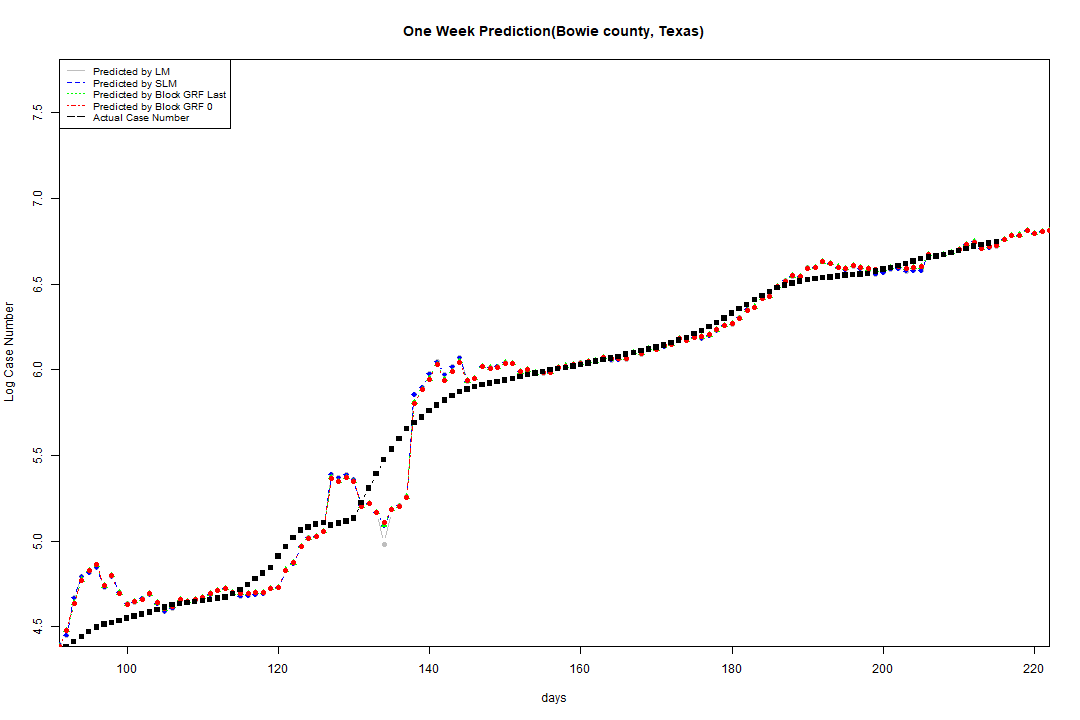 One Week Prediction(Bowie county, Texas)
Predicted by LM
Predicted by SLM
Predicted by Block GRF Last
Predicted by Block GRF 0
Actual Case Number
7.5
7.0
6.5
6.0
5.5
5.0
4.5
Log Case Number
100 120 140 160 180 200 220
days